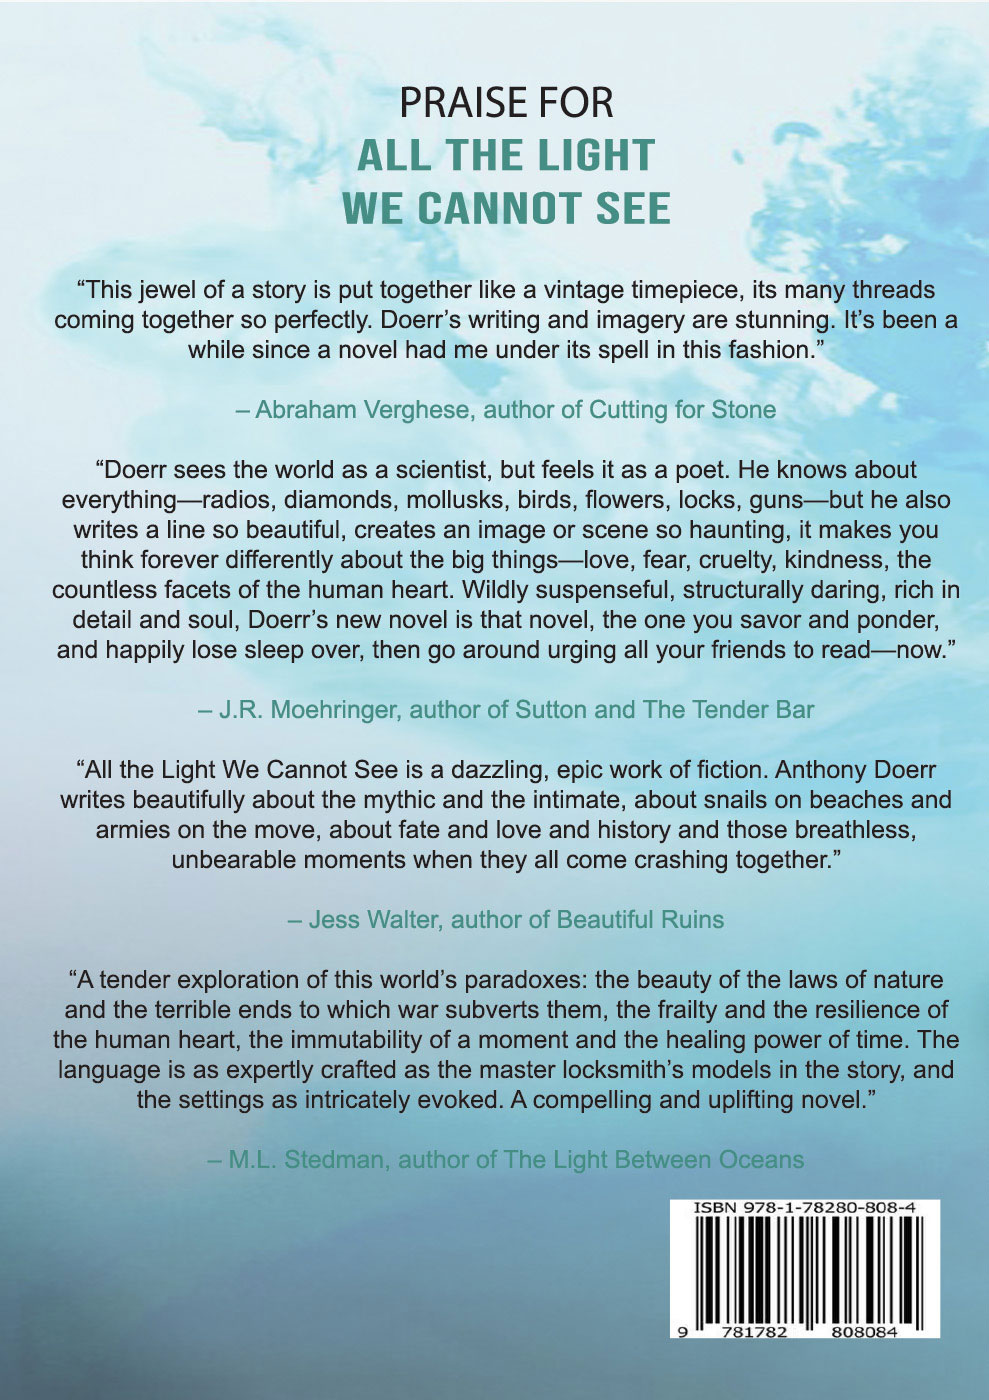 PRAISE FOR
ALL THE LIGHT
WE CANNOT SEE
“This jewel of a story is put together like a vintage timepiece, its many threads
coming together so perfectly. Doerr’s writing and imagery are stunning. It’s been a
while since a novel had me under its spell in this fashion.”
– Abraham Verghese, author of Cutting for Stone
“Doerr sees the world as a scientist, but feels it as a poet. He knows about
everything—radios, diamonds, mollusks, birds, flowers, locks, guns—but he also
writes a line so beautiful, creates an image or scene so haunting, it makes you
think forever differently about the big things—love, fear, cruelty, kindness, the
countless facets of the human heart. Wildly suspenseful, structurally daring, rich in
detail and soul, Doerr’s new novel is that novel, the one you savor and ponder,
and happily lose sleep over, then go around urging all your friends to read—now.”
– J.R. Moehringer, author of Sutton and The Tender Bar
“All the Light We Cannot See is a dazzling, epic work of fiction. Anthony Doerr
writes beautifully about the mythic and the intimate, about snails on beaches and
armies on the move, about fate and love and history and those breathless,
unbearable moments when they all come crashing together.”
– Jess Walter, author of Beautiful Ruins
“A tender exploration of this world’s paradoxes: the beauty of the laws of nature
and the terrible ends to which war subverts them, the frailty and the resilience of
the human heart, the immutability of a moment and the healing power of time. The
language is as expertly crafted as the master locksmith’s models in the story, and
the settings as intricately evoked. A compelling and uplifting novel.”
– M.L. Stedman, author of The Light Between Oceans
ISBN 978-1-78280-808-4
9 781782 808084